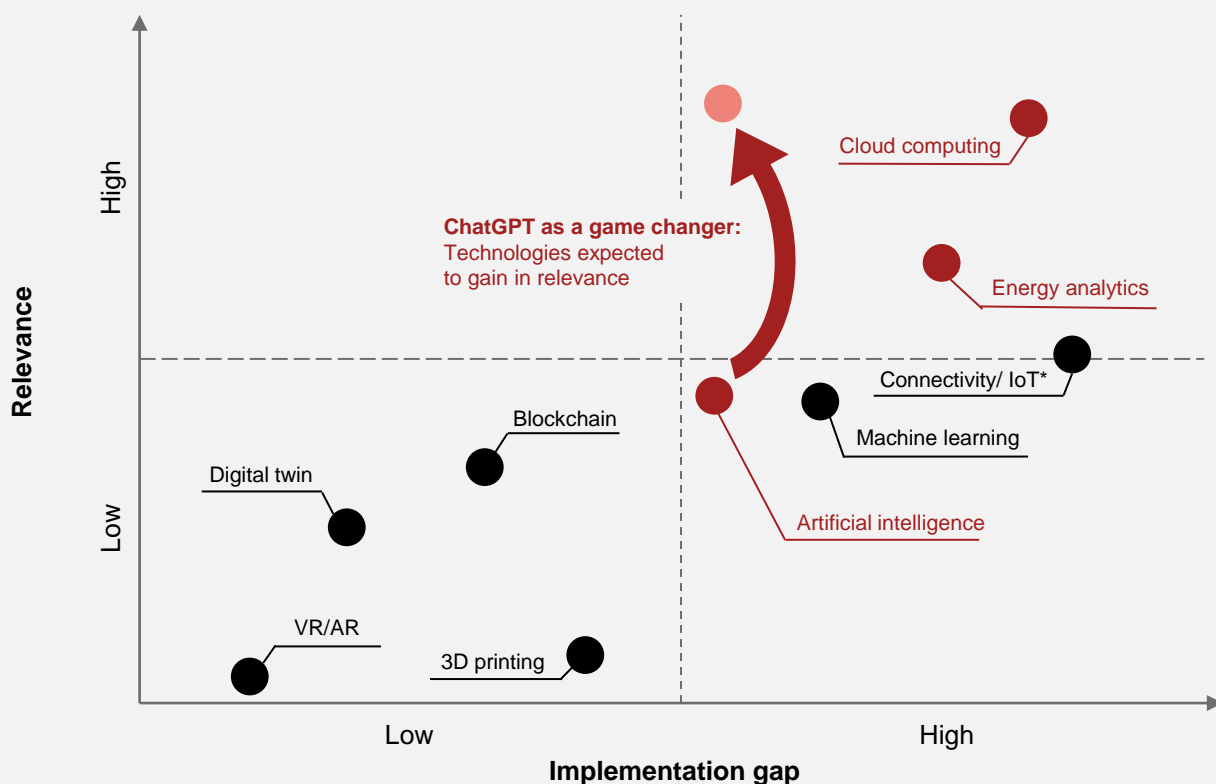 Cloud computing
High
ChatGPT as a game changer:
Technologies expected
to gain in relevance
Energy analytics
Relevance
Connectivity/ IoT*
Blockchain
Machine learning
Digital twin
Low
Artificial intelligence
VR/AR
3D printing
Low
High
Implementation gap